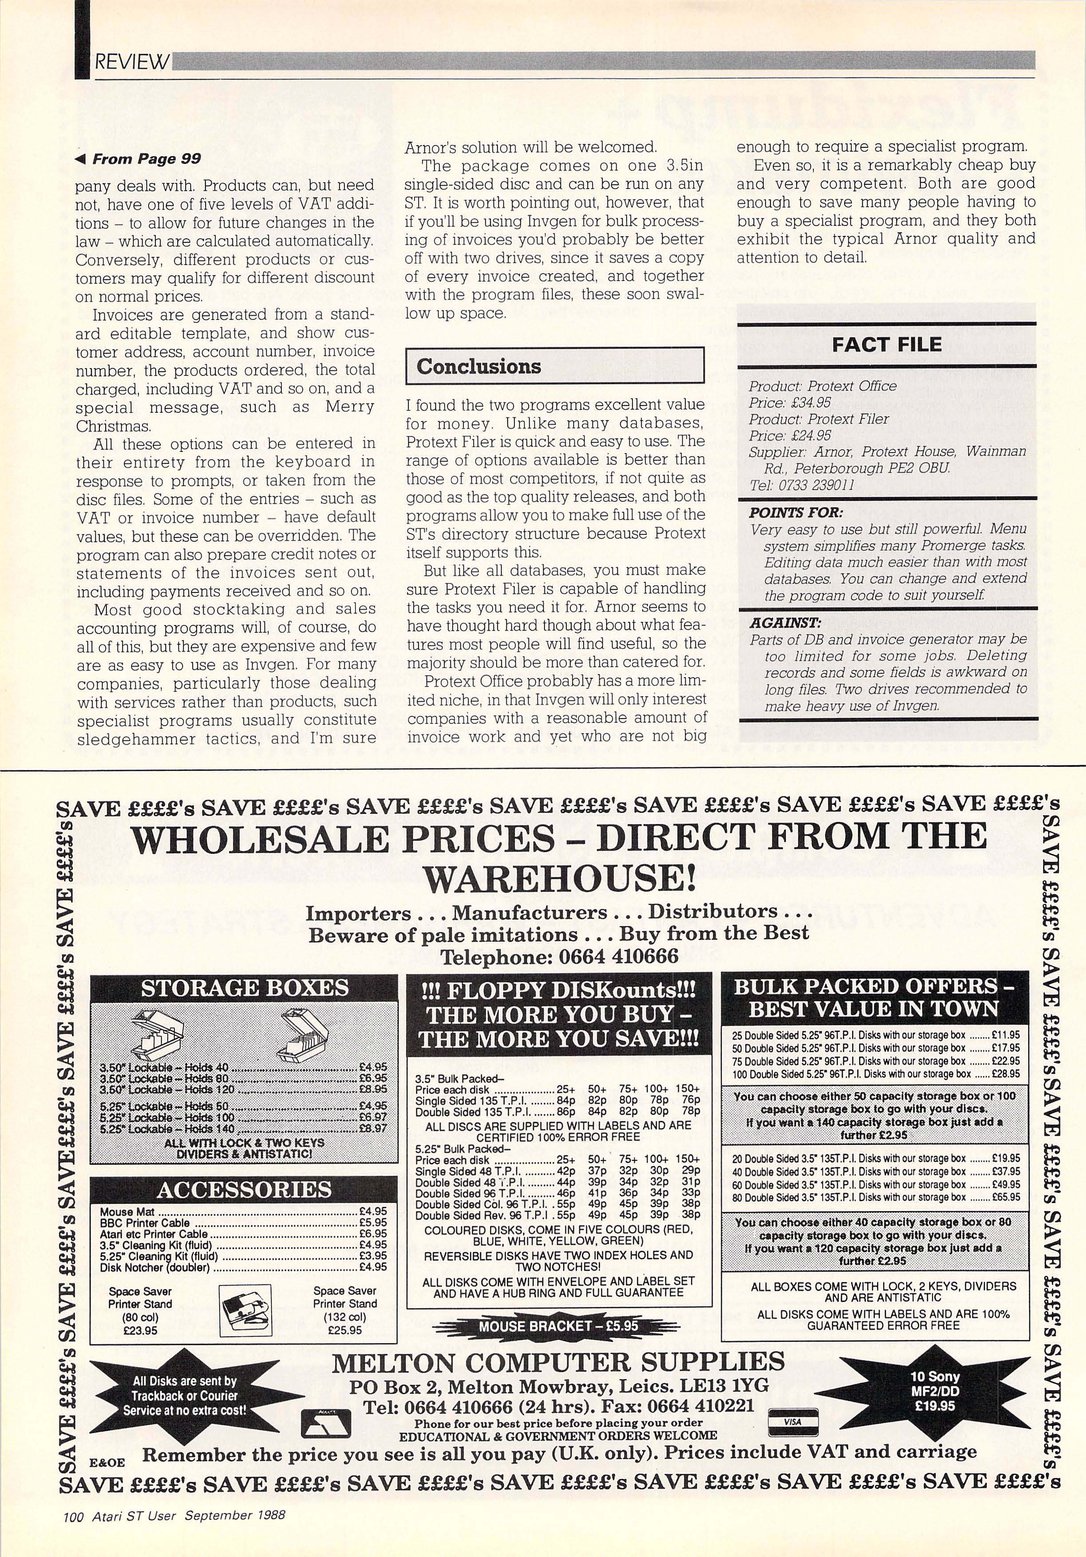 REVIEW
◄ From Page 99
pany deals with. Products can, but need
not, have one of five levels of VAT addi-
tions – to allow for future changes in the
law – which are calculated automatically.
Conversely, different products or cus-
tomers may qualify for different discount
on normal prices.
Invoices are generated from a stand-
ard editable template, and show cus-
tomer address, account number, invoice
number, the products ordered, the total
charged, including VAT and so on, and a
special message, such as Merry
Christmas.
All these options can be entered in
their entirety from the keyboard in
response to prompts, or taken from the
disc files. Some of the entries – such as
VAT or invoice number – have default
values, but these can be overridden. The
program can also prepare credit notes or
statements of the invoices sent out,
including payments received and so on.
Most good stocktaking and sales
accounting programs will, of course, do
all of this, but they are expensive and few
are as easy to use as Invgen. For many
companies, particularly those dealing
with services rather than products, such
specialist programs usually constitute
sledgehammer tactics, and I'm sure
Arnor's solution will be welcomed.
The package comes on one 3.5in
single-sided disc and can be run on any
ST. It is worth pointing out, however, that
if you'll be using Invgen for bulk process-
ing of invoices you'd probably be better
off with two drives, since it saves a copy
of every invoice created, and together
with the program files, these soon swal-
low up space.
Conclusions
I found the two programs excellent value
for money. Unlike many databases,
Protext Filer is quick and easy to use. The
range of options available is better than
those of most competitors, if not quite as
good as the top quality releases, and both
programs allow you to make full use of the
ST's directory structure because Protext
itself supports this.
But like all databases, you must make
sure Protext Filer is capable of handling
the tasks you need it for. Arnor seems to
have thought hard though about what fea-
tures most people will find useful, so the
majority should be more than catered for.
Protext Office probably has a more lim-
ited niche, in that Invgen will only interest
companies with a reasonable amount of
invoice work and yet who are not big
enough to require a specialist program.
Even so, it is a remarkably cheap buy
and very competent. Both are good
enough to save many people having to
buy a specialist program, and they both
exhibit the typical Arnor quality and
attention to detail.
FACT FILE
Product: Protext Office
Price: £34.95
Product: Protext Filer
Price: £24.95
Supplier: Arnor, Protext House, Wainman
Rd., Peterborough PE2 OBU.
Tel: 0733 239011
POINTS FOR:
Very easy to use but still powerful. Menu
system simplifies many Promerge tasks.
Editing data much easier than with most
databases. You can change and extend
the program code to suit yourself.
AGAINST:
Parts of DB and invoice generator may be
too limited for some jobs. Deleting
records and some fields is awkward on
long files. Two drives recommended to
make heavy use of Invgen.
SAVE ££££'s SAVE ££££'s SAVE ££££'s SAVE ££££'s SAVE ££££'s SAVE ££££'s SAVE ££££'s
SAVE ££££'s SAVE ££££'s SAVE££££'s SAVE ££££'s SAVE ££££'s
SAVE ££££'s SAVE ££££'sSAVE ££££'s SAVE ££££'s SAVE ££££'s
WHOLESALE PRICES – DIRECT FROM THE
WAREHOUSE!
Importers . . . Manufacturers . . . Distributors . . .
Beware of pale imitations . . . Buy from the Best
Telephone: 0664 410666
STORAGE BOXES
3.50" Lockable – Holds 40 ........ £4.95
3.50" Lockable – Holds 80 ........ £6.95
3.50" Lockable – Holds 120 ........ £8.95
5.25" Lockable – Holds 50 ........ £4.95
5.25" Lockable – Holds 100 ........ £6.97
5.25" Lockable – Holds 140 ........ £8.97
ALL WITH LOCK & TWO KEYS
DIVIDERS & ANTISTATIC!
ACCESSORIES
Mouse Mat ........ £4.95
BBC Printer Cable ........ £5.95
Atari etc Printer Cable ........ £6.95
3.5" Cleaning Kit (fluid) ........ £4.95
5.25" Cleaning Kit (fluid) ........ £3.95
Disk Notcher (doubler) ........ £4.95
Space Saver
Printer Stand
(80 col)
£23.95
Space Saver
Printer Stand
(132 col)
£25.95
!!! FLOPPY DISKounts!!!
THE MORE YOU BUY –
THE MORE YOU SAVE!!!
3.5" Bulk Packed–
Price each disk ........ 25+ 50+ 75+ 100+ 150+
Single Sided 135 T.P.I. ....... 84p 82p 80p 78p 76p
Double Sided 135 T.P.I. ...... 86p 84p 82p 80p 78p
ALL DISCS ARE SUPPLIED WITH LABELS AND ARE
CERTIFIED 100% ERROR FREE
5.25" Bulk Packed–
Price each disk ........ 25+ 50+ 75+ 100+ 150+
Single Sided 48 T.P.I. ......... 42p 37p 32p 30p 29p
Double Sided 48 T.P.I. ........ 44p 39p 34p 32p 31p
Double Sided 96 T.P.I. ........ 46p 41p 36p 34p 33p
Double Sided Col. 96 T.P.I. . 55p 49p 45p 39p 38p
Double Sided Rev. 96 T.P.I . 55p 49p 45p 39p 38p
COLOURED DISKS, COME IN FIVE COLOURS (RED,
BLUE, WHITE, YELLOW, GREEN)
REVERSIBLE DISKS HAVE TWO INDEX HOLES AND
TWO NOTCHES!
ALL DISKS COME WITH ENVELOPE AND LABEL SET
AND HAVE A HUB RING AND FULL GUARANTEE
MOUSE BRACKET – £5.95
BULK PACKED OFFERS –
BEST VALUE IN TOWN
25 Double Sided 5.25" 96T.P.I. Disks with our storage box ........ £11.95
50 Double Sided 5.25" 96T.P.I. Disks with our storage box ........ £17.95
75 Double Sided 5.25" 96T.P.I. Disks with our storage box ........ £22.95
100 Double Sided 5.25" 96T.P.I. Disks with our storage box ...... £28.95
You can choose either 50 capacity storage box or 100
capacity storage box to go with your discs.
If you want a 140 capacity storage box just add a
further £2.95
20 Double Sided 3.5" 135T.P.I. Disks with our storage box ........ £19.95
40 Double Sided 3.5" 135T.P.I. Disks with our storage box ........ £37.95
60 Double Sided 3.5" 135T.P.I. Disks with our storage box ........ £49.95
80 Double Sided 3.5" 135T.P.I. Disks with our storage box ........ £65.95
You can choose either 40 capacity storage box or 80
capacity storage box to go with your discs.
If you want a 120 capacity storage box just add a
further £2.95
ALL BOXES COME WITH LOCK, 2 KEYS, DIVIDERS
AND ARE ANTISTATIC
ALL DISKS COME WITH LABELS AND ARE 100%
GUARANTEED ERROR FREE
All Disks are sent by
Trackback or Courier
Service at no extra cost!
MELTON COMPUTER SUPPLIES
PO Box 2, Melton Mowbray, Leics. LE13 1YG
Tel: 0664 410666 (24 hrs). Fax: 0664 410221
Phone for our best price before placing your order
EDUCATIONAL & GOVERNMENT ORDERS WELCOME
VISA
10 Sony
MF2/DD
£19.95
E&OE
Remember the price you see is all you pay (U.K. only). Prices include VAT and carriage
SAVE ££££'s SAVE ££££'s SAVE ££££'s SAVE ££££'s SAVE ££££'s SAVE ££££'s SAVE ££££'s
100 Atari ST User September 1988